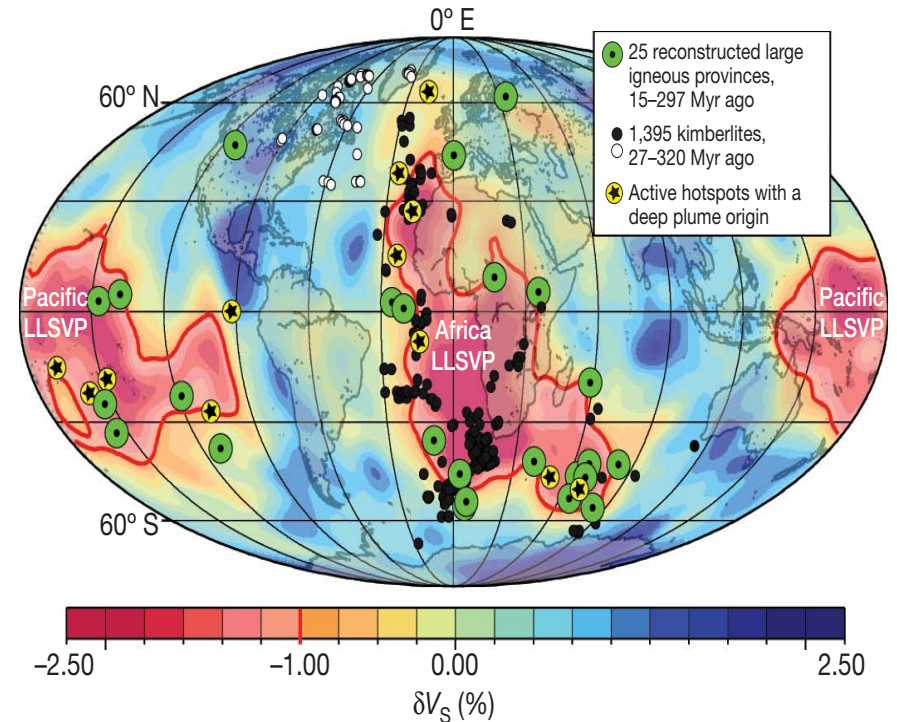 0º E
25 reconstructed large
igneous provinces,
15–297 Myr ago
1,395 kimberlites,
27–320 Myr ago
Active hotspots with a
deep plume origin
60º N
Pacific
LLSVP
Africa
LLSVP
Pacific
LLSVP
60º S
–2.50
–1.00
0.00
2.50
δVS (%)